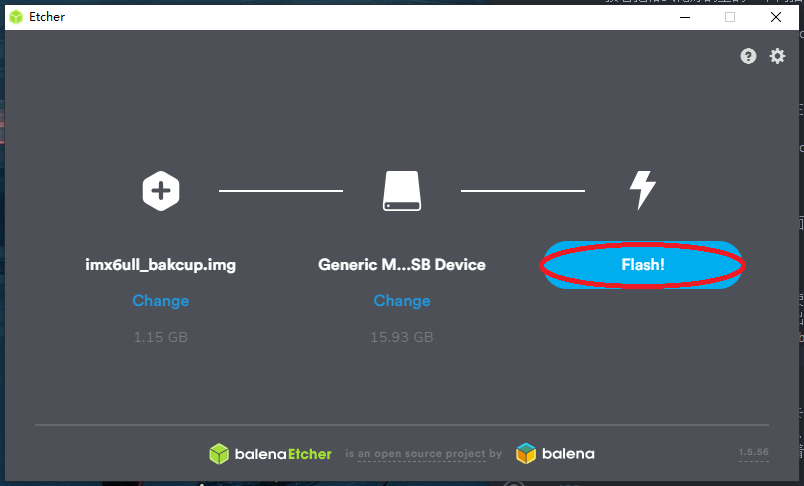 Etcher
imx6ull_bakcup.img
Generic M...SB Device
Flash!
Change
Change
1.15 GB
15.93 GB
balenaEtcher is an open source project by balena
1.5.56